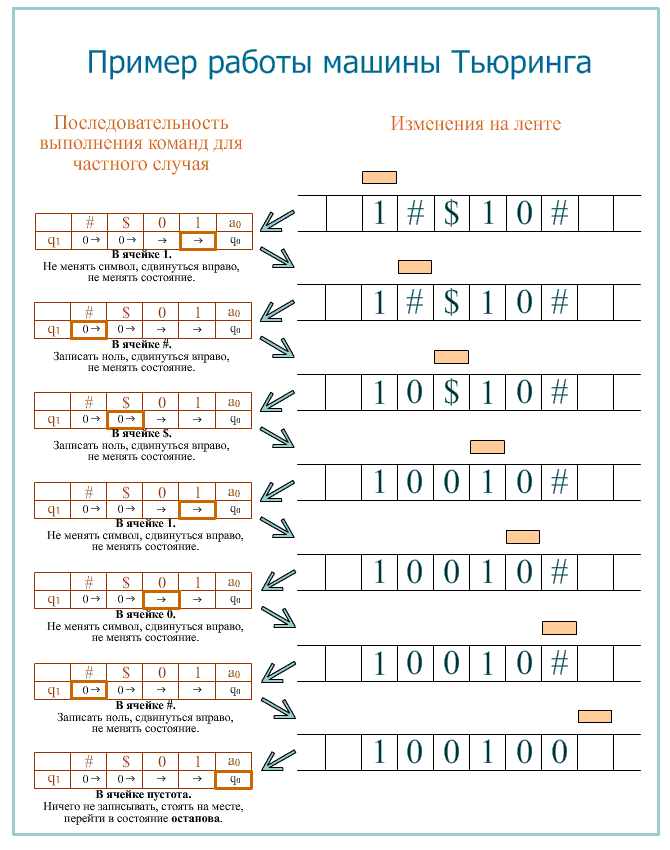 Пример работы машины Тьюринга
Последовательность
выполнения команд для
частного случая
Изменения на ленте
1 # $ 1 0 #
# $ 0 1 a0
q1 0→ 0→ → → q0
В ячейке 1.
Не менять символ, сдвинуться вправо,
не менять состояние.
1 # $ 1 0 #
# $ 0 1 a0
q1 0→ 0→ → → q0
В ячейке #.
Записать ноль, сдвинуться вправо,
не менять состояние.
1 0 $ 1 0 #
# $ 0 1 a0
q1 0→ 0→ → → q0
В ячейке $.
Записать ноль, сдвинуться вправо,
не менять состояние.
1 0 0 1 0 #
# $ 0 1 a0
q1 0→ 0→ → → q0
В ячейке 1.
Не менять символ, сдвинуться вправо,
не менять состояние.
1 0 0 1 0 #
# $ 0 1 a0
q1 0→ 0→ → → q0
В ячейке 0.
Не менять символ, сдвинуться вправо,
не менять состояние.
1 0 0 1 0 #
# $ 0 1 a0
q1 0→ 0→ → → q0
В ячейке #.
Записать ноль, сдвинуться вправо,
не менять состояние.
1 0 0 1 0 0
# $ 0 1 a0
q1 0→ 0→ → → q0
В ячейке пустота.
Ничего не записывать, стоять на месте,
перейти в состояние останова.